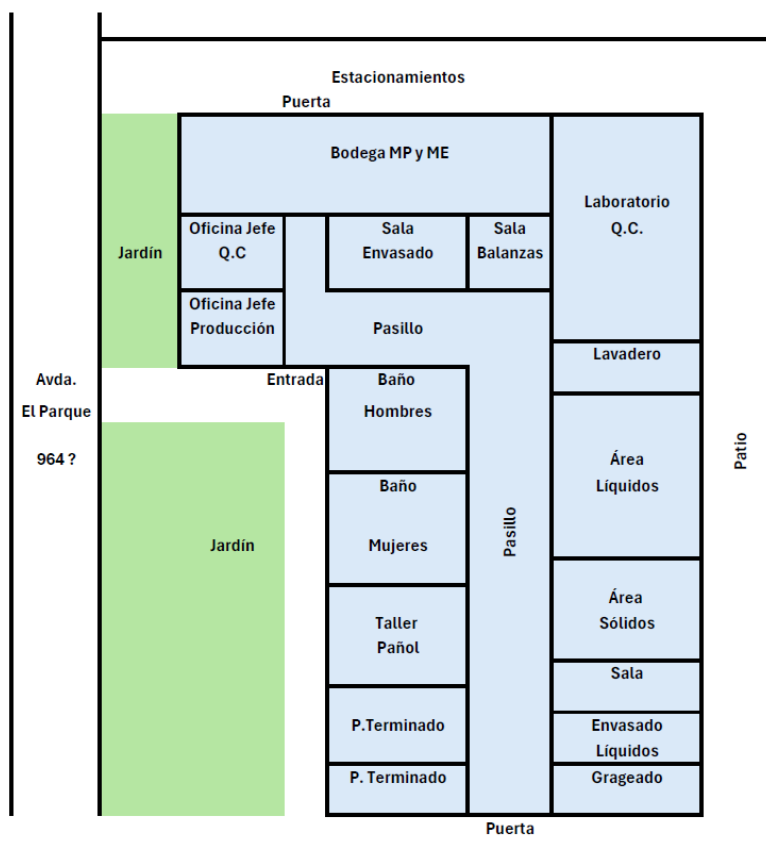 Estacionamientos
Puerta
Bodega MP y ME
Laboratorio
Q.C.
Oficina Jefe
Q.C
Sala
Envasado
Sala
Balanzas
Jardín
Oficina Jefe
Producción
Pasillo
Lavadero
Avda.
El Parque
964 ?
Entrada
Baño
Hombres
Área
Líquidos
Patio
Baño
Mujeres
Pasillo
Jardín
Taller
Pañol
Área
Sólidos
Sala
P.Terminado
Envasado
Líquidos
P. Terminado
Grageado
Puerta